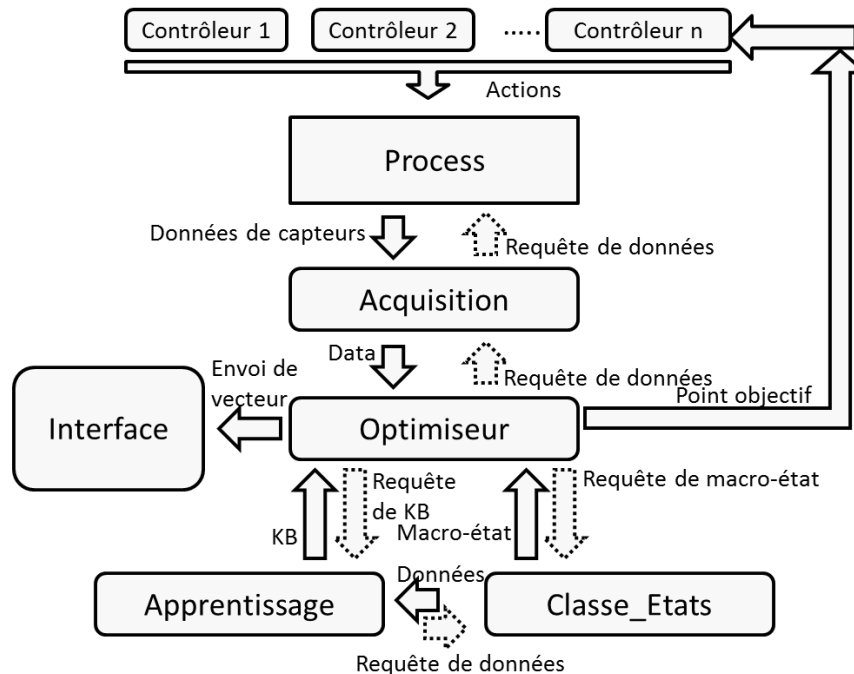 Contrôleur 1
Contrôleur 2
.....
Contrôleur n
Actions
Process
Données de capteurs
Requête de données
Acquisition
Data
Requête de données
Envoi de
vecteur
Point objectif
Interface
Optimiseur
Requête
de KB
Requête de macro-état
KB
Macro-état
Données
Apprentissage
Classe_Etats
Requête de données